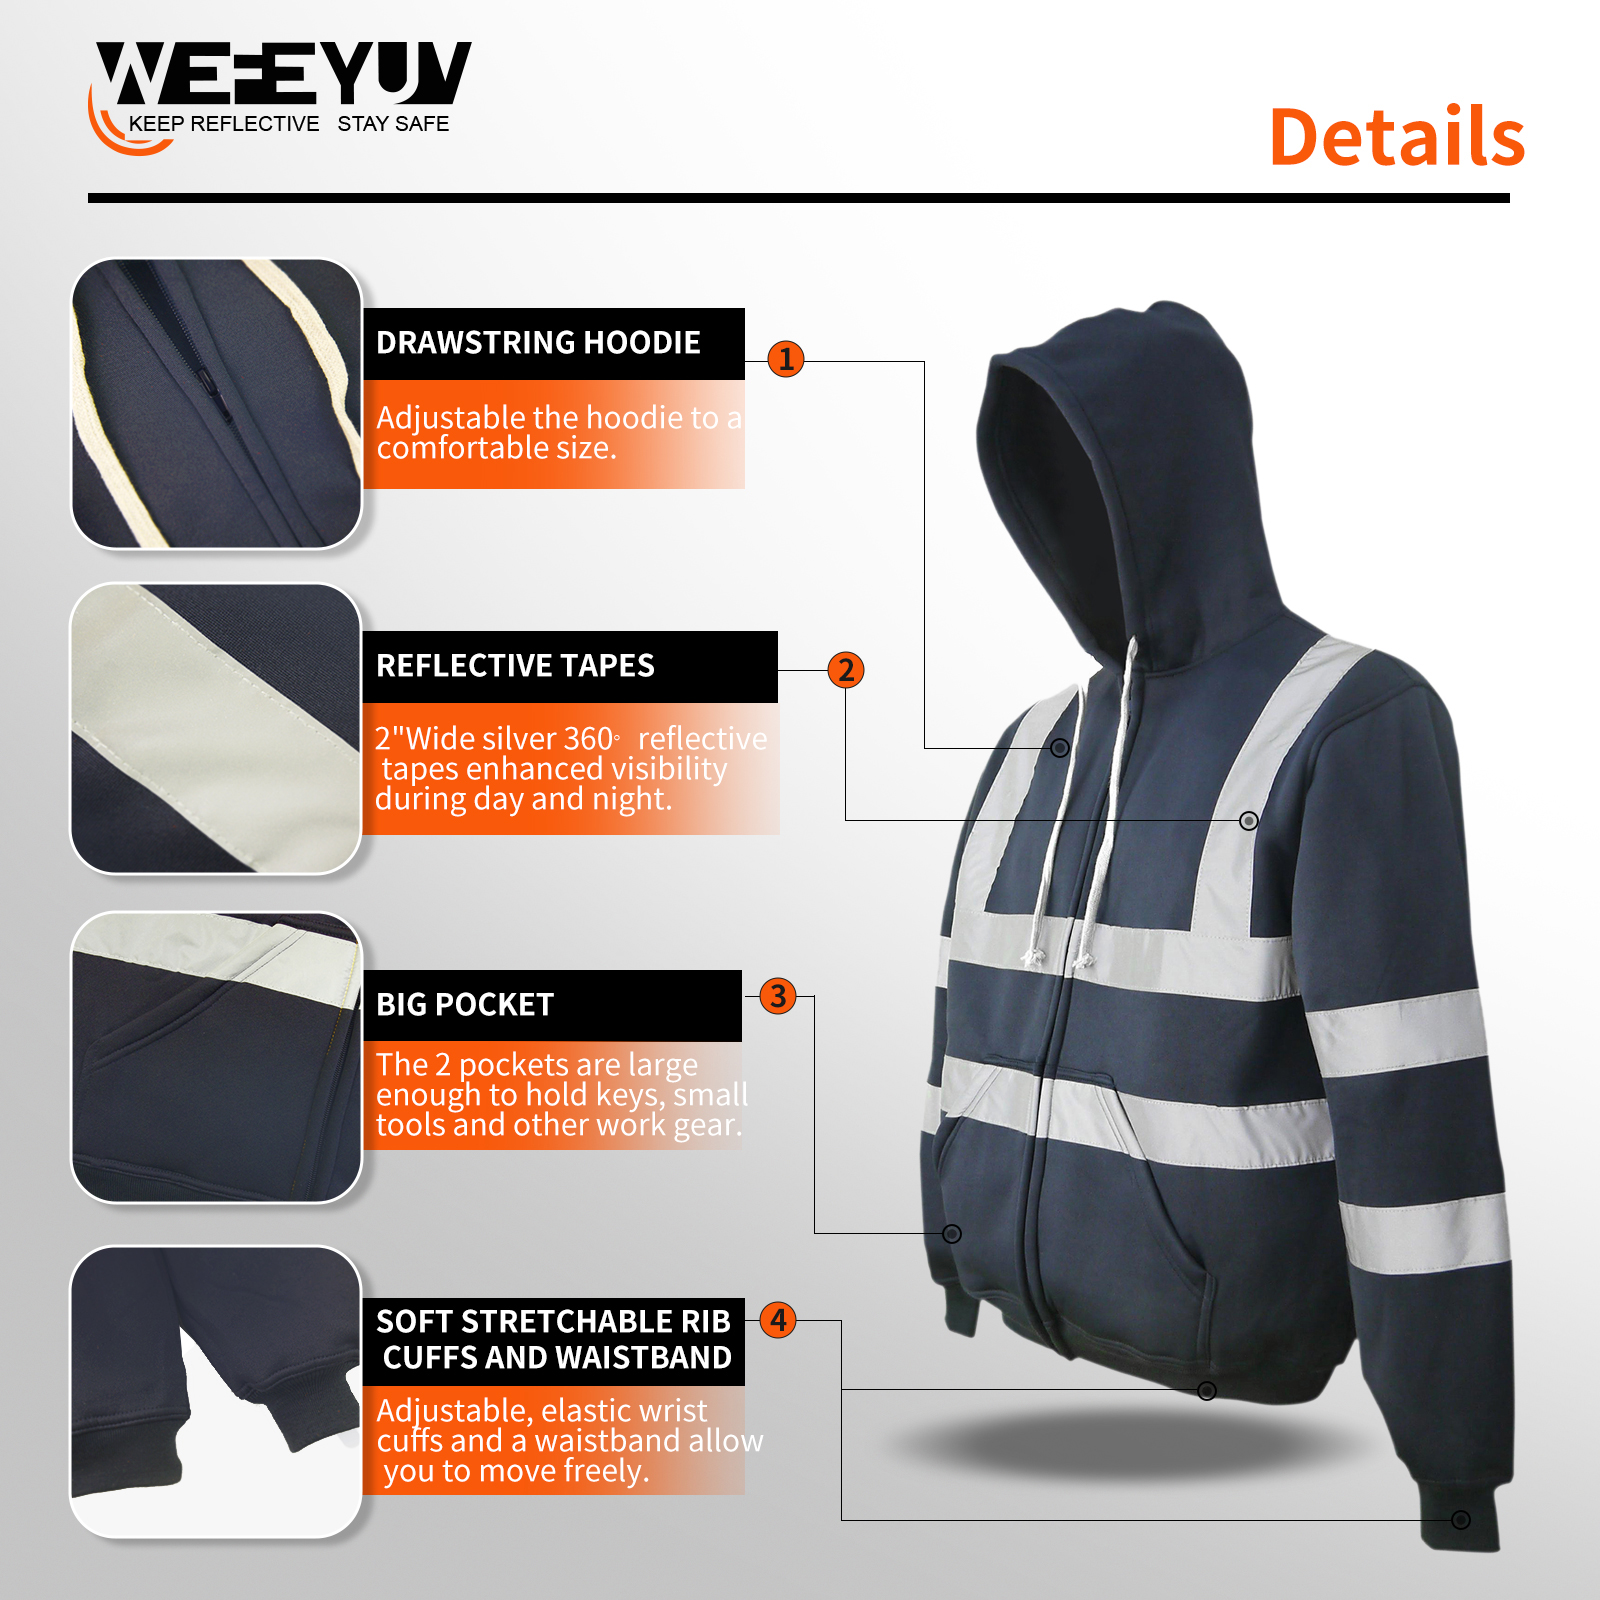 WEFEYUV
KEEP REFLECTIVE STAY SAFE
Details
DRAWSTRING HOODIE
1
Adjustable the hoodie to a
comfortable size.
REFLECTIVE TAPES
2
2"Wide silver 360° reflective
tapes enhanced visibility
during day and night.
BIG POCKET
3
The 2 pockets are large
enough to hold keys, small
tools and other work gear.
SOFT STRETCHABLE RIB
CUFFS AND WAISTBAND
4
Adjustable, elastic wrist
cuffs and a waistband allow
you to move freely.